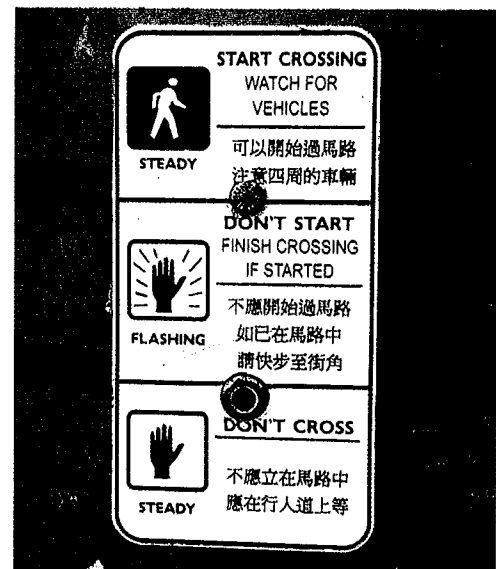 START CROSSING
WATCH FOR
VEHICLES
STEADY
可以開始過馬路
注意四周的車輛
DON'T START
FINISH CROSSING
IF STARTED
FLASHING
不應開始過馬路
如已在馬路中
請快步至街角
DON'T CROSS
STEADY
不應立在馬路中
應在行人道上等